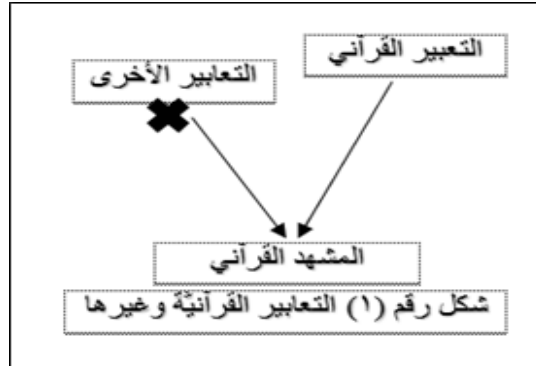 التعبير القرآني
التعابير الأخرى
المشهد القرآني
شكل رقم (١) التعابير القرآنيّة وغيرها